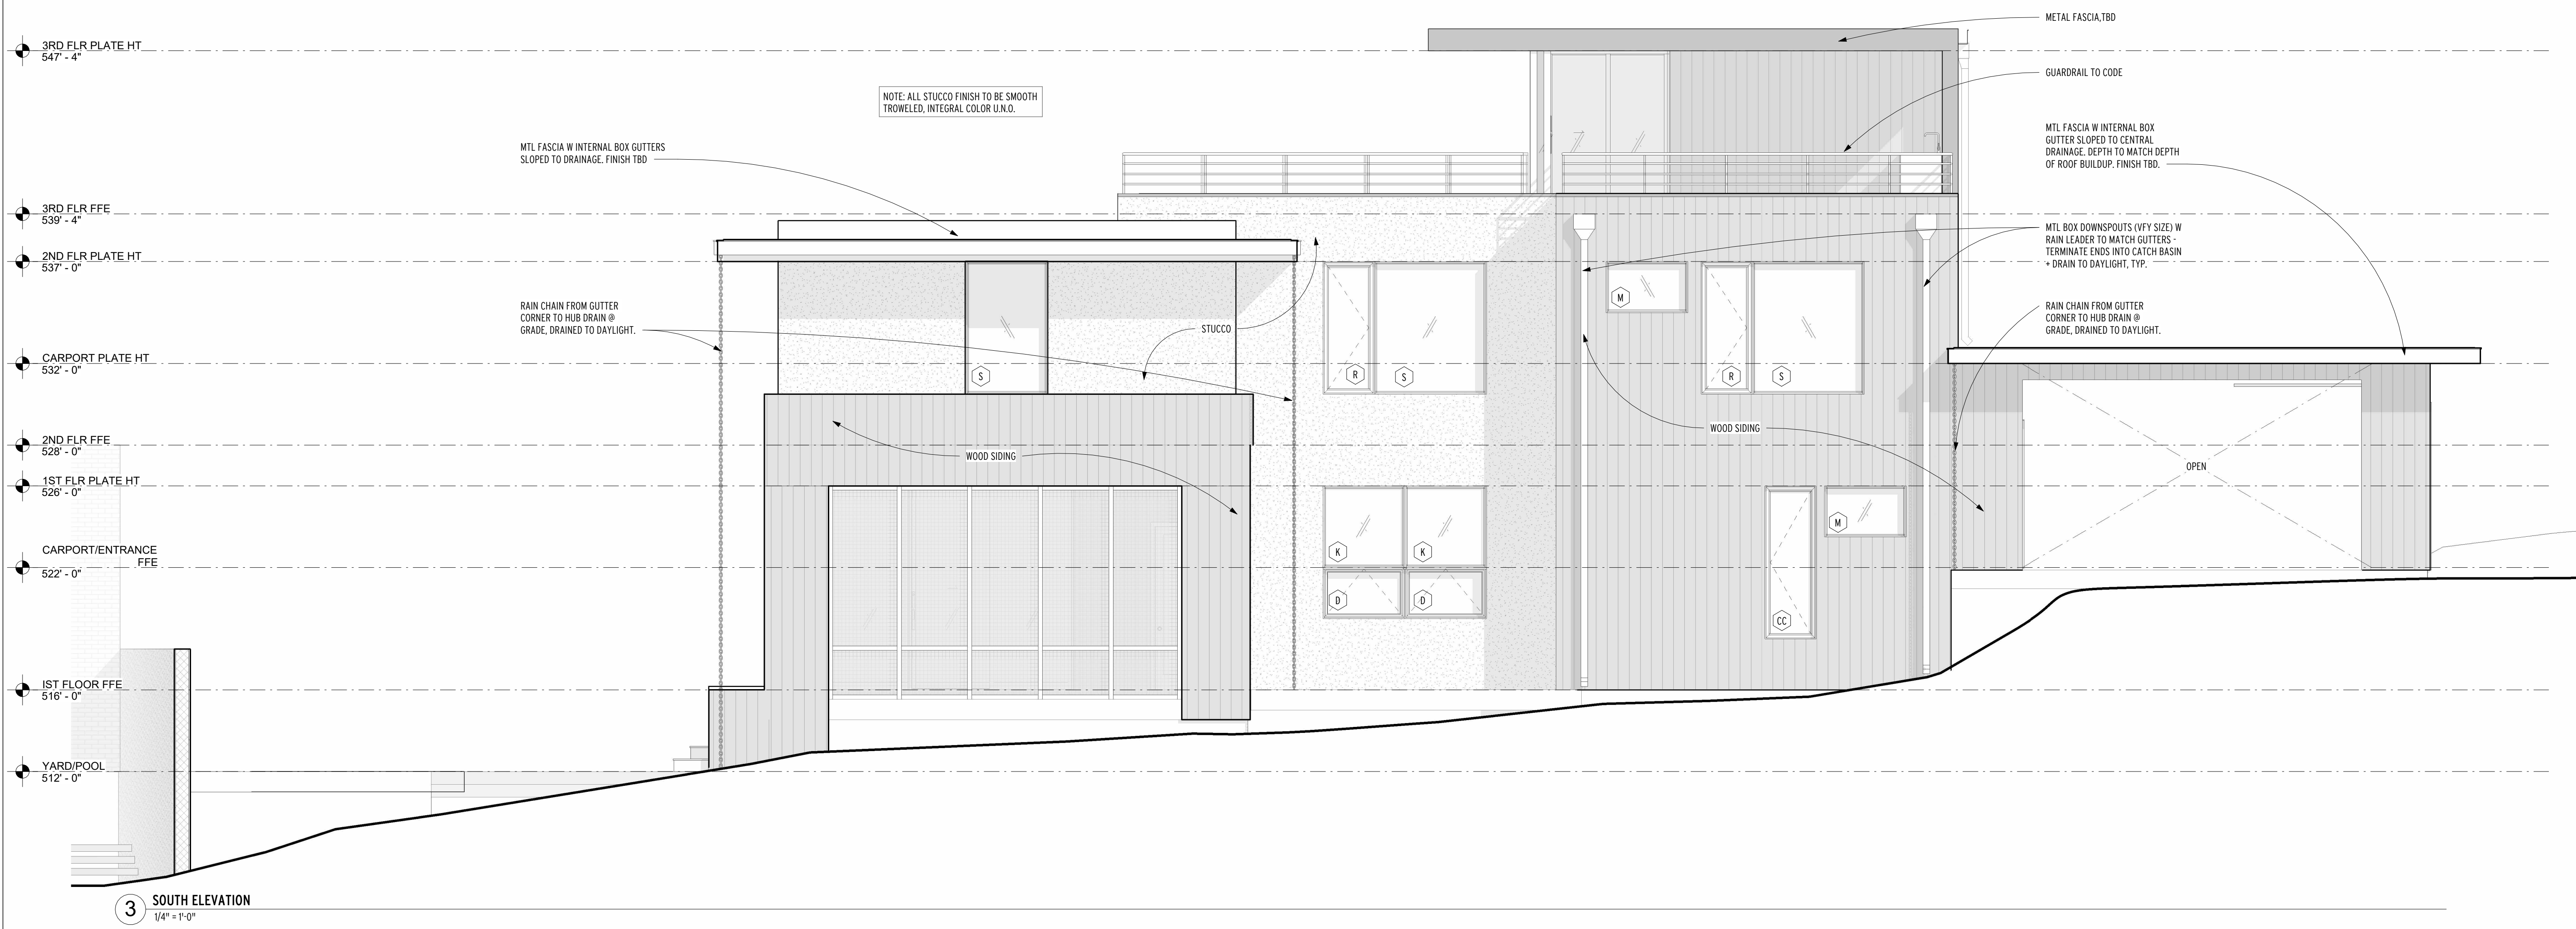 METAL FASCIA,TBD
3RD FLR PLATE HT
547' - 4"
GUARDRAIL TO CODE
NOTE: ALL STUCCO FINISH TO BE SMOOTH
TROWELED, INTEGRAL COLOR U.N.O.
MTL FASCIA W INTERNAL BOX
GUTTER SLOPED TO CENTRAL
DRAINAGE. DEPTH TO MATCH DEPTH
OF ROOF BUILDUP. FINISH TBD.
MTL FASCIA W INTERNAL BOX GUTTERS
SLOPED TO DRAINAGE. FINISH TBD
3RD FLR FFE
539' - 4"
MTL BOX DOWNSPOUTS (VFY SIZE) W
RAIN LEADER TO MATCH GUTTERS -
TERMINATE ENDS INTO CATCH BASIN
+ DRAIN TO DAYLIGHT, TYP.
2ND FLR PLATE HT
537' - 0"
M
RAIN CHAIN FROM GUTTER
CORNER TO HUB DRAIN @
GRADE, DRAINED TO DAYLIGHT.
RAIN CHAIN FROM GUTTER
CORNER TO HUB DRAIN @
GRADE, DRAINED TO DAYLIGHT.
STUCCO
CARPORT PLATE HT
532' - 0"
S
R
S
R
S
WOOD SIDING
2ND FLR FFE
528' - 0"
WOOD SIDING
OPEN
1ST FLR PLATE HT
526' - 0"
M
CARPORT/ENTRANCE
FFE
522' - 0"
K
K
D
D
CC
IST FLOOR FFE
516' - 0"
YARD/POOL
512' - 0"
3
SOUTH ELEVATION
1/4" = 1'-0"